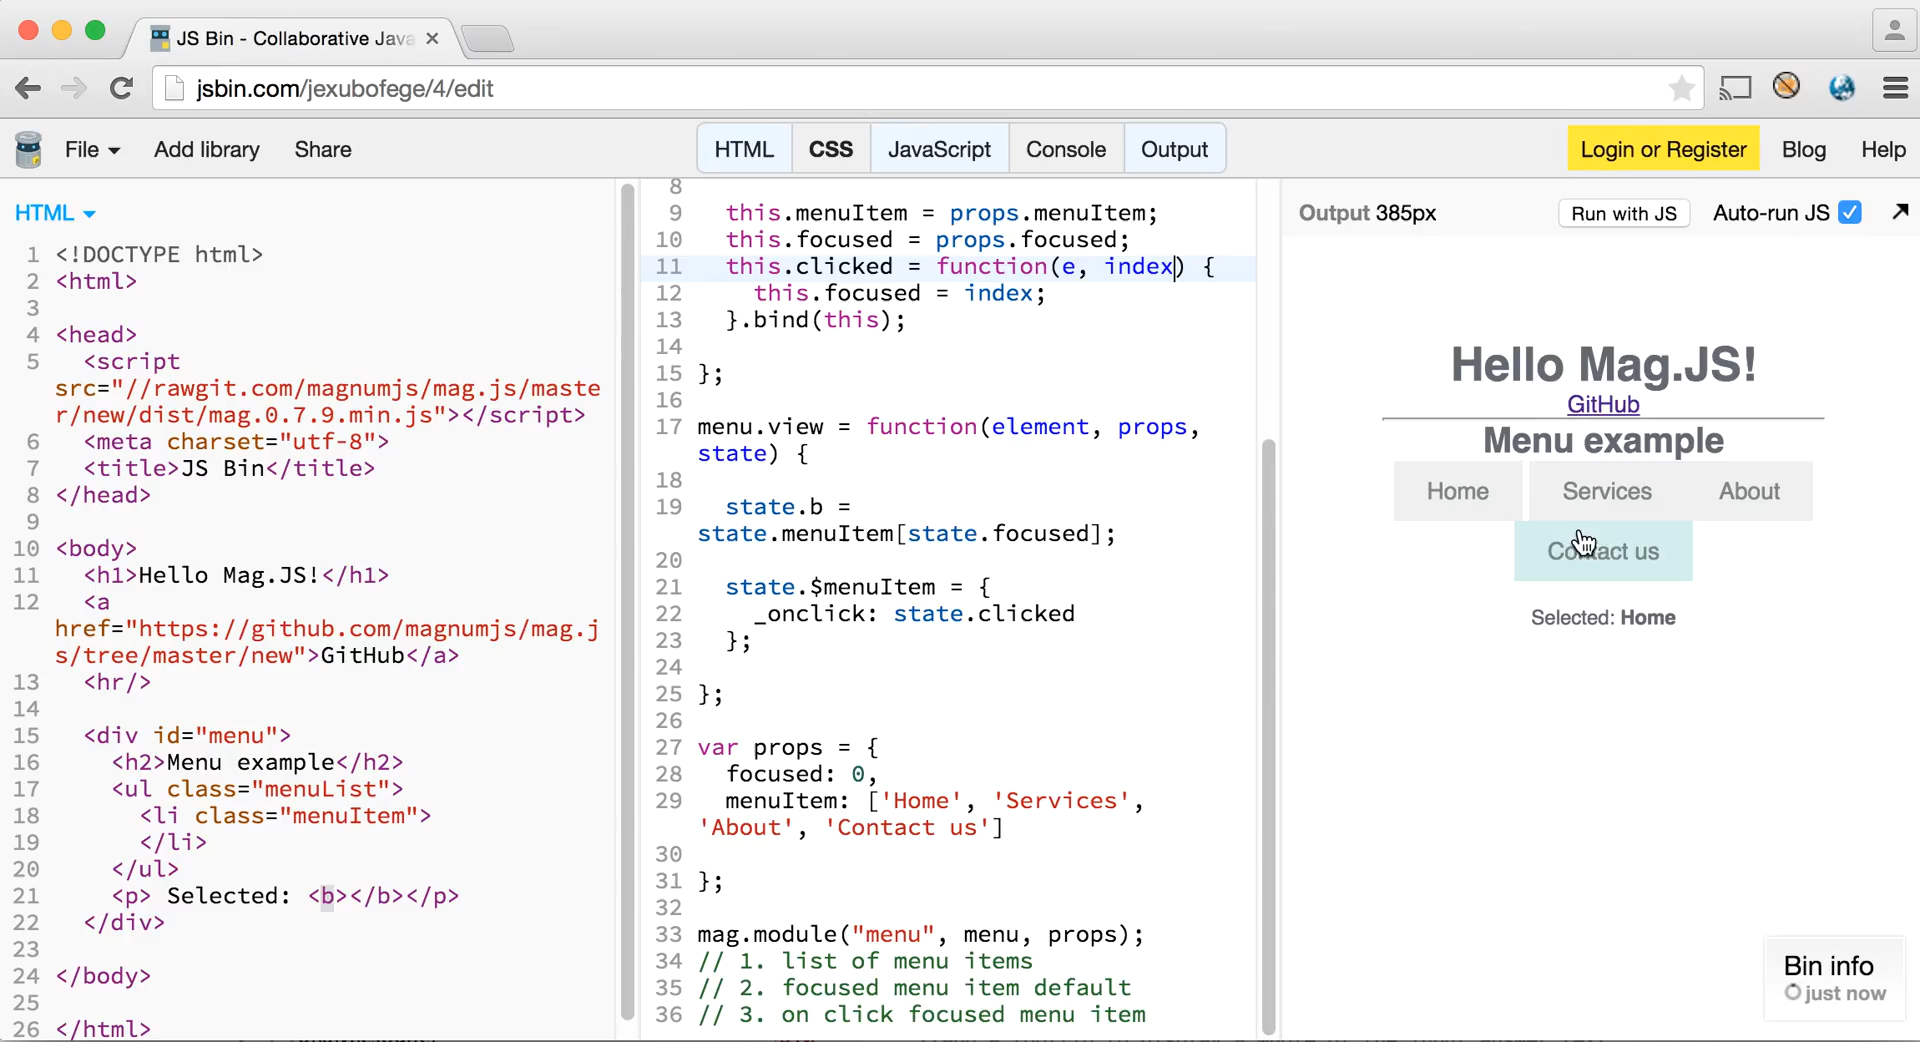 JS Bin - Collaborative Java
jsbin.com/jexubofege/4/edit
File
Add library
Share
HTML
CSS
JavaScript
Console
Output
Login or Register
Blog
Help
HTML
1 <!DOCTYPE html>
2 <html>
3
4 <head>
5 <script
src="//rawgit.com/magnumjs/mag.js/maste
r/new/dist/mag.0.7.9.min.js"></script>
6 <meta charset="utf-8">
7 <title>JS Bin</title>
8 </head>
9
10 <body>
11 <h1>Hello Mag.JS!</h1>
12 <a
href="https://github.com/magnumjs/mag.j
s/tree/master/new">GitHub</a>
13 <hr/>
14
15 <div id="menu">
16 <h2>Menu example</h2>
17 <ul class="menuList">
18 <li class="menuItem">
19 </li>
20 </ul>
21 <p> Selected: <b></b></p>
22 </div>
23
24 </body>
25
26 </html>
8
9 this.menuItem = props.menuItem;
10 this.focused = props.focused;
11 this.clicked = function(e, index) {
12 this.focused = index;
13 }.bind(this);
14
15 };
16
17 menu.view = function(element, props,
state) {
18
19 state.b =
state.menuItem[state.focused];
20
21 state.$menuItem = {
22 _onclick: state.clicked
23 };
24
25 };
26
27 var props = {
28 focused: 0,
29 menuItem: ['Home', 'Services',
'About', 'Contact us']
30
31 };
32
33 mag.module("menu", menu, props);
34 // 1. list of menu items
35 // 2. focused menu item default
36 // 3. on click focused menu item
Output 385px
Run with JS
Auto-run JS
Hello Mag.JS!
GitHub
Menu example
Home
Services
About
Contact us
Selected: Home
Bin info
just now